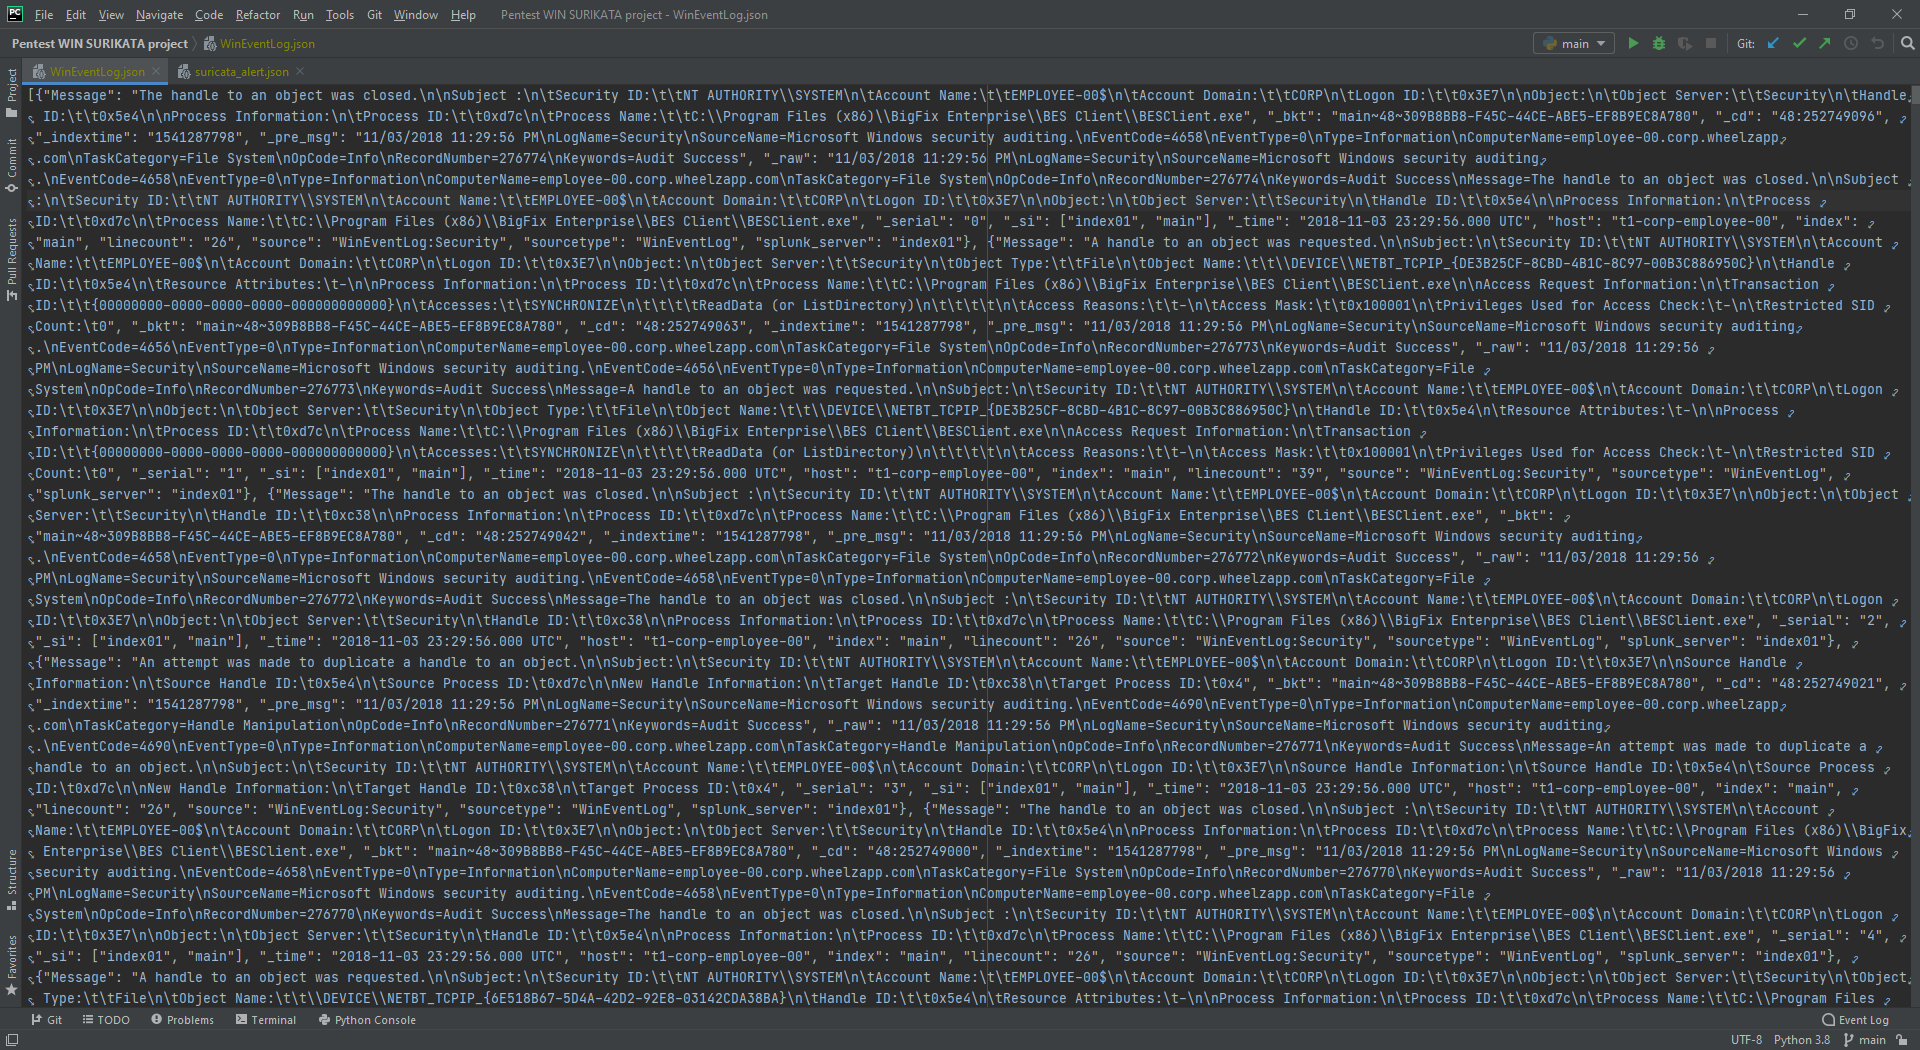 File Edit View Navigate Code Refactor Run Tools Git Window Help Pentest WIN SURIKATA project - WinEventLog.json
Pentest WIN SURIKATA project WinEventLog.json main Git:
WinEventLog.json suricata_alert.json
Project
Commit
Pull Requests
Structure
Favorites
[{"Message": "The handle to an object was closed.\n\nSubject :\n\tSecurity ID:\t\tNT AUTHORITY\\SYSTEM\n\tAccount Name:\t\tEMPLOYEE-00$\n\tAccount Domain:\t\tCORP\n\tLogon ID:\t\t0x3E7\n\nObject:\n\tObject Server:\t\tSecurity\n\tHandle
ID:\t\t0x5e4\n\nProcess Information:\n\tProcess ID:\t\t0xd7c\n\tProcess Name:\t\tC:\\Program Files (x86)\\BigFix Enterprise\\BES Client\\BESClient.exe", "_bkt": "main~48~309B8BB8-F45C-44CE-ABE5-EF8B9EC8A780", "_cd": "48:252749096",
"_indextime": "1541287798", "_pre_msg": "11/03/2018 11:29:56 PM\nLogName=Security\nSourceName=Microsoft Windows security auditing.\nEventCode=4658\nEventType=0\nType=Information\nComputerName=employee-00.corp.wheelzapp
.com\nTaskCategory=File System\nOpCode=Info\nRecordNumber=276774\nKeywords=Audit Success", "_raw": "11/03/2018 11:29:56 PM\nLogName=Security\nSourceName=Microsoft Windows security auditing
.\nEventCode=4658\nEventType=0\nType=Information\nComputerName=employee-00.corp.wheelzapp.com\nTaskCategory=File System\nOpCode=Info\nRecordNumber=276774\nKeywords=Audit Success\nMessage=The handle to an object was closed.\n\nSubject
:\n\tSecurity ID:\t\tNT AUTHORITY\\SYSTEM\n\tAccount Name:\t\tEMPLOYEE-00$\n\tAccount Domain:\t\tCORP\n\tLogon ID:\t\t0x3E7\n\nObject:\n\tObject Server:\t\tSecurity\n\tHandle ID:\t\t0x5e4\n\nProcess Information:\n\tProcess
ID:\t\t0xd7c\n\tProcess Name:\t\tC:\\Program Files (x86)\\BigFix Enterprise\\BES Client\\BESClient.exe", "_serial": "0", "_si": ["index01", "main"], "_time": "2018-11-03 23:29:56.000 UTC", "host": "t1-corp-employee-00", "index":
"main", "linecount": "26", "source": "WinEventLog:Security", "sourcetype": "WinEventLog", "splunk_server": "index01"}, {"Message": "A handle to an object was requested.\n\nSubject:\n\tSecurity ID:\t\tNT AUTHORITY\\SYSTEM\n\tAccount
Name:\t\tEMPLOYEE-00$\n\tAccount Domain:\t\tCORP\n\tLogon ID:\t\t0x3E7\n\nObject:\n\tObject Server:\t\tSecurity\n\tObject Type:\t\tFile\n\tObject Name:\t\t\\DEVICE\\NETBT_TCPIP_{DE3B25CF-8CBD-4B1C-8C97-00B3C886950C}\n\tHandle
ID:\t\t0x5e4\n\tResource Attributes:\t-\n\nProcess Information:\n\tProcess ID:\t\t0xd7c\n\tProcess Name:\t\tC:\\Program Files (x86)\\BigFix Enterprise\\BES Client\\BESClient.exe\n\nAccess Request Information:\n\tTransaction
ID:\t\t{00000000-0000-0000-0000-000000000000}\n\tAccesses:\t\tSYNCHRONIZE\n\t\t\t\tReadData (or ListDirectory)\n\t\t\t\t\n\tAccess Reasons:\t\t-\n\tAccess Mask:\t\t0x100001\n\tPrivileges Used for Access Check:\t-\n\tRestricted SID
Count:\t0", "_bkt": "main~48~309B8BB8-F45C-44CE-ABE5-EF8B9EC8A780", "_cd": "48:252749063", "_indextime": "1541287798", "_pre_msg": "11/03/2018 11:29:56 PM\nLogName=Security\nSourceName=Microsoft Windows security auditing
.\nEventCode=4656\nEventType=0\nType=Information\nComputerName=employee-00.corp.wheelzapp.com\nTaskCategory=File System\nOpCode=Info\nRecordNumber=276773\nKeywords=Audit Success", "_raw": "11/03/2018 11:29:56
PM\nLogName=Security\nSourceName=Microsoft Windows security auditing.\nEventCode=4656\nEventType=0\nType=Information\nComputerName=employee-00.corp.wheelzapp.com\nTaskCategory=File
System\nOpCode=Info\nRecordNumber=276773\nKeywords=Audit Success\nMessage=A handle to an object was requested.\n\nSubject:\n\tSecurity ID:\t\tNT AUTHORITY\\SYSTEM\n\tAccount Name:\t\tEMPLOYEE-00$\n\tAccount Domain:\t\tCORP\n\tLogon
ID:\t\t0x3E7\n\nObject:\n\tObject Server:\t\tSecurity\n\tObject Type:\t\tFile\n\tObject Name:\t\t\\DEVICE\\NETBT_TCPIP_{DE3B25CF-8CBD-4B1C-8C97-00B3C886950C}\n\tHandle ID:\t\t0x5e4\n\tResource Attributes:\t-\n\nProcess
Information:\n\tProcess ID:\t\t0xd7c\n\tProcess Name:\t\tC:\\Program Files (x86)\\BigFix Enterprise\\BES Client\\BESClient.exe\n\nAccess Request Information:\n\tTransaction
ID:\t\t{00000000-0000-0000-0000-000000000000}\n\tAccesses:\t\tSYNCHRONIZE\n\t\t\t\tReadData (or ListDirectory)\n\t\t\t\t\n\tAccess Reasons:\t\t-\n\tAccess Mask:\t\t0x100001\n\tPrivileges Used for Access Check:\t-\n\tRestricted SID
Count:\t0", "_serial": "1", "_si": ["index01", "main"], "_time": "2018-11-03 23:29:56.000 UTC", "host": "t1-corp-employee-00", "index": "main", "linecount": "39", "source": "WinEventLog:Security", "sourcetype": "WinEventLog",
"splunk_server": "index01"}, {"Message": "The handle to an object was closed.\n\nSubject :\n\tSecurity ID:\t\tNT AUTHORITY\\SYSTEM\n\tAccount Name:\t\tEMPLOYEE-00$\n\tAccount Domain:\t\tCORP\n\tLogon ID:\t\t0x3E7\n\nObject:\n\tObject
Server:\t\tSecurity\n\tHandle ID:\t\t0xc38\n\nProcess Information:\n\tProcess ID:\t\t0xd7c\n\tProcess Name:\t\tC:\\Program Files (x86)\\BigFix Enterprise\\BES Client\\BESClient.exe", "_bkt":
"main~48~309B8BB8-F45C-44CE-ABE5-EF8B9EC8A780", "_cd": "48:252749042", "_indextime": "1541287798", "_pre_msg": "11/03/2018 11:29:56 PM\nLogName=Security\nSourceName=Microsoft Windows security auditing
.\nEventCode=4658\nEventType=0\nType=Information\nComputerName=employee-00.corp.wheelzapp.com\nTaskCategory=File System\nOpCode=Info\nRecordNumber=276772\nKeywords=Audit Success", "_raw": "11/03/2018 11:29:56
PM\nLogName=Security\nSourceName=Microsoft Windows security auditing.\nEventCode=4658\nEventType=0\nType=Information\nComputerName=employee-00.corp.wheelzapp.com\nTaskCategory=File
System\nOpCode=Info\nRecordNumber=276772\nKeywords=Audit Success\nMessage=The handle to an object was closed.\n\nSubject :\n\tSecurity ID:\t\tNT AUTHORITY\\SYSTEM\n\tAccount Name:\t\tEMPLOYEE-00$\n\tAccount Domain:\t\tCORP\n\tLogon
ID:\t\t0x3E7\n\nObject:\n\tObject Server:\t\tSecurity\n\tHandle ID:\t\t0xc38\n\nProcess Information:\n\tProcess ID:\t\t0xd7c\n\tProcess Name:\t\tC:\\Program Files (x86)\\BigFix Enterprise\\BES Client\\BESClient.exe", "_serial": "2",
"_si": ["index01", "main"], "_time": "2018-11-03 23:29:56.000 UTC", "host": "t1-corp-employee-00", "index": "main", "linecount": "26", "source": "WinEventLog:Security", "sourcetype": "WinEventLog", "splunk_server": "index01"},
{"Message": "An attempt was made to duplicate a handle to an object.\n\nSubject:\n\tSecurity ID:\t\tNT AUTHORITY\\SYSTEM\n\tAccount Name:\t\tEMPLOYEE-00$\n\tAccount Domain:\t\tCORP\n\tLogon ID:\t\t0x3E7\n\nSource Handle
Information:\n\tSource Handle ID:\t0x5e4\n\tSource Process ID:\t0xd7c\n\nNew Handle Information:\n\tTarget Handle ID:\t0xc38\n\tTarget Process ID:\t0x4", "_bkt": "main~48~309B8BB8-F45C-44CE-ABE5-EF8B9EC8A780", "_cd": "48:252749021",
"_indextime": "1541287798", "_pre_msg": "11/03/2018 11:29:56 PM\nLogName=Security\nSourceName=Microsoft Windows security auditing.\nEventCode=4690\nEventType=0\nType=Information\nComputerName=employee-00.corp.wheelzapp
.com\nTaskCategory=Handle Manipulation\nOpCode=Info\nRecordNumber=276771\nKeywords=Audit Success", "_raw": "11/03/2018 11:29:56 PM\nLogName=Security\nSourceName=Microsoft Windows security auditing
.\nEventCode=4690\nEventType=0\nType=Information\nComputerName=employee-00.corp.wheelzapp.com\nTaskCategory=Handle Manipulation\nOpCode=Info\nRecordNumber=276771\nKeywords=Audit Success\nMessage=An attempt was made to duplicate a
handle to an object.\n\nSubject:\n\tSecurity ID:\t\tNT AUTHORITY\\SYSTEM\n\tAccount Name:\t\tEMPLOYEE-00$\n\tAccount Domain:\t\tCORP\n\tLogon ID:\t\t0x3E7\n\nSource Handle Information:\n\tSource Handle ID:\t0x5e4\n\tSource Process
ID:\t0xd7c\n\nNew Handle Information:\n\tTarget Handle ID:\t0xc38\n\tTarget Process ID:\t0x4", "_serial": "3", "_si": ["index01", "main"], "_time": "2018-11-03 23:29:56.000 UTC", "host": "t1-corp-employee-00", "index": "main",
"linecount": "26", "source": "WinEventLog:Security", "sourcetype": "WinEventLog", "splunk_server": "index01"}, {"Message": "The handle to an object was closed.\n\nSubject :\n\tSecurity ID:\t\tNT AUTHORITY\\SYSTEM\n\tAccount
Name:\t\tEMPLOYEE-00$\n\tAccount Domain:\t\tCORP\n\tLogon ID:\t\t0x3E7\n\nObject:\n\tObject Server:\t\tSecurity\n\tHandle ID:\t\t0x5e4\n\nProcess Information:\n\tProcess ID:\t\t0xd7c\n\tProcess Name:\t\tC:\\Program Files (x86)\\BigFix
Enterprise\\BES Client\\BESClient.exe", "_bkt": "main~48~309B8BB8-F45C-44CE-ABE5-EF8B9EC8A780", "_cd": "48:252749000", "_indextime": "1541287798", "_pre_msg": "11/03/2018 11:29:56 PM\nLogName=Security\nSourceName=Microsoft Windows
security auditing.\nEventCode=4658\nEventType=0\nType=Information\nComputerName=employee-00.corp.wheelzapp.com\nTaskCategory=File System\nOpCode=Info\nRecordNumber=276770\nKeywords=Audit Success", "_raw": "11/03/2018 11:29:56
PM\nLogName=Security\nSourceName=Microsoft Windows security auditing.\nEventCode=4658\nEventType=0\nType=Information\nComputerName=employee-00.corp.wheelzapp.com\nTaskCategory=File
System\nOpCode=Info\nRecordNumber=276770\nKeywords=Audit Success\nMessage=The handle to an object was closed.\n\nSubject :\n\tSecurity ID:\t\tNT AUTHORITY\\SYSTEM\n\tAccount Name:\t\tEMPLOYEE-00$\n\tAccount Domain:\t\tCORP\n\tLogon
ID:\t\t0x3E7\n\nObject:\n\tObject Server:\t\tSecurity\n\tHandle ID:\t\t0x5e4\n\nProcess Information:\n\tProcess ID:\t\t0xd7c\n\tProcess Name:\t\tC:\\Program Files (x86)\\BigFix Enterprise\\BES Client\\BESClient.exe", "_serial": "4",
"_si": ["index01", "main"], "_time": "2018-11-03 23:29:56.000 UTC", "host": "t1-corp-employee-00", "index": "main", "linecount": "26", "source": "WinEventLog:Security", "sourcetype": "WinEventLog", "splunk_server": "index01"},
{"Message": "A handle to an object was requested.\n\nSubject:\n\tSecurity ID:\t\tNT AUTHORITY\\SYSTEM\n\tAccount Name:\t\tEMPLOYEE-00$\n\tAccount Domain:\t\tCORP\n\tLogon ID:\t\t0x3E7\n\nObject:\n\tObject Server:\t\tSecurity\n\tObject
Type:\t\tFile\n\tObject Name:\t\t\\DEVICE\\NETBT_TCPIP_{6E518B67-5D4A-42D2-92E8-03142CDA38BA}\n\tHandle ID:\t\t0x5e4\n\tResource Attributes:\t-\n\nProcess Information:\n\tProcess ID:\t\t0xd7c\n\tProcess Name:\t\tC:\\Program Files
Git TODO Problems Terminal Python Console Event Log
UTF-8 Python 3.8 main